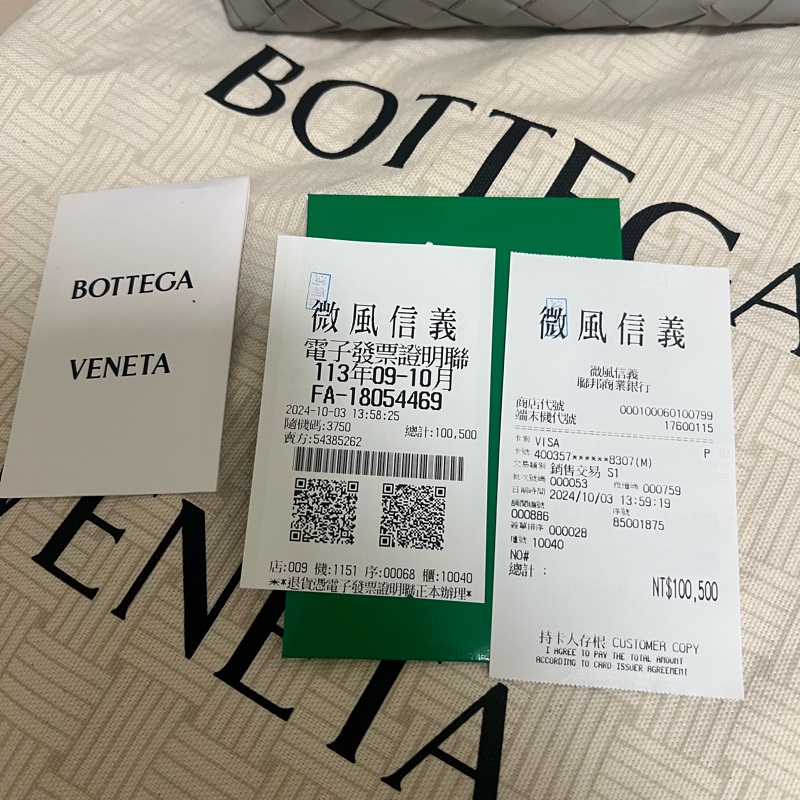 BOTTEGA
VENETA
BOTTEGA
VENETA
微風信義
電子發票證明聯
113年09-10月
FA-18054469
2024-10-03 13:58:25
隨機碼:3750 總計:100,500
賣方:54385262
店:009 機:1151 序:00068 櫃:10040
**退貨憑電子發票證明聯正本辦理*
微風信義
微風信義
聯邦商業銀行
商店代號 000100060100799
端末機代號 17600115
卡別 VISA P
卡號 400357******8307(M)
交易類別 銷售交易 S1
批次號碼 000053 授權碼 000759
日期時間 2024/10/03 13:59:19
調閱編號 序號
000886 85001875
簽單排序 000028
櫃號 10040
NO#
總計：
NT$100,500
持卡人存根 CUSTOMER COPY
I AGREE TO PAY THE TOTAL AMOUNT
ACCORDING TO CARD ISSUER AGREEMENT